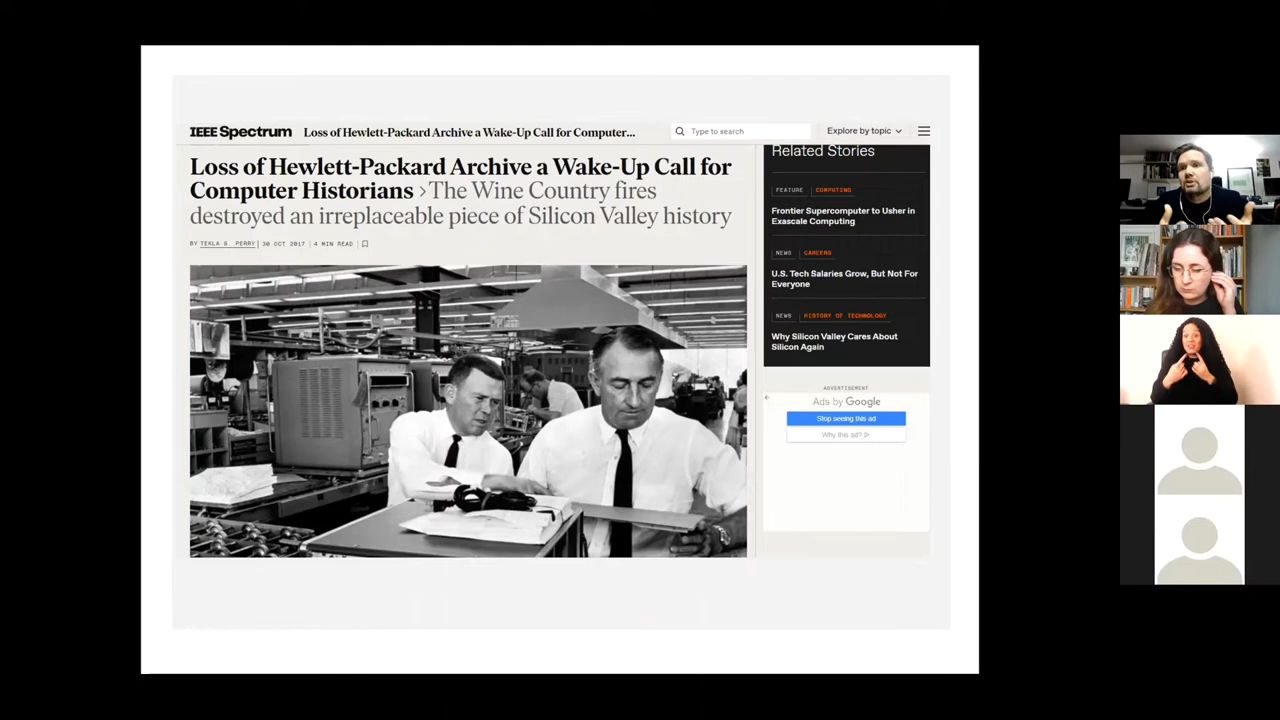 IEEE Spectrum Loss of Hewlett-Packard Archive a Wake-Up Call for Computer... Type to search Explore by topic
Loss of Hewlett-Packard Archive a Wake-Up Call for
Computer Historians >The Wine Country fires
destroyed an irreplaceable piece of Silicon Valley history
BY TEKLA S. PERRY 30 OCT 2017 4 MIN READ
Related Stories
FEATURE COMPUTING
Frontier Supercomputer to Usher in
Exascale Computing
NEWS CAREERS
U.S. Tech Salaries Grow, But Not For
Everyone
NEWS HISTORY OF TECHNOLOGY
Why Silicon Valley Cares About
Silicon Again
ADVERTISEMENT
Ads by Google
Stop seeing this ad
Why this ad?